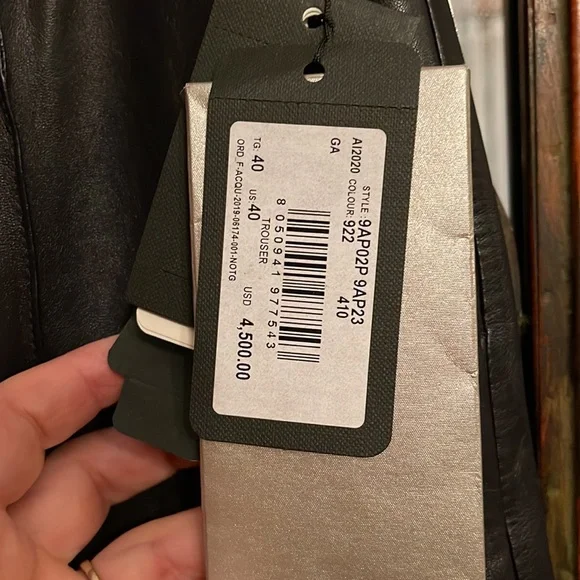 STYLE: 9AP02P 9AP23
AI2020 COLOUR: 922 410
GA
8 050941 977543
TROUSER
TG: 40 US: 40 USD 4,500.00
ORD_F-ACQU-2019-06174-001-NOTG